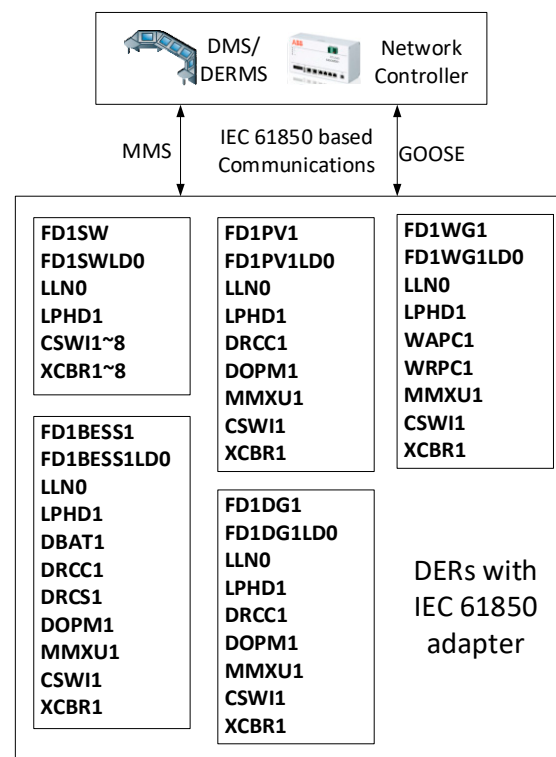 DMS/
DERMS
ABB
Network
Controller
MMS
IEC 61850 based
Communications
GOOSE
FD1SW
FD1SWLD0
LLN0
LPHD1
CSWI1~8
XCBR1~8
FD1BESS1
FD1BESS1LD0
LLN0
LPHD1
DBAT1
DRCC1
DRCS1
DOPM1
MMXU1
CSWI1
XCBR1
FD1PV1
FD1PV1LD0
LLN0
LPHD1
DRCC1
DOPM1
MMXU1
CSWI1
XCBR1
FD1DG1
FD1DG1LD0
LLN0
LPHD1
DRCC1
DOPM1
MMXU1
CSWI1
XCBR1
FD1WG1
FD1WG1LD0
LLN0
LPHD1
WAPC1
WRPC1
MMXU1
CSWI1
XCBR1
DERs with
IEC 61850
adapter